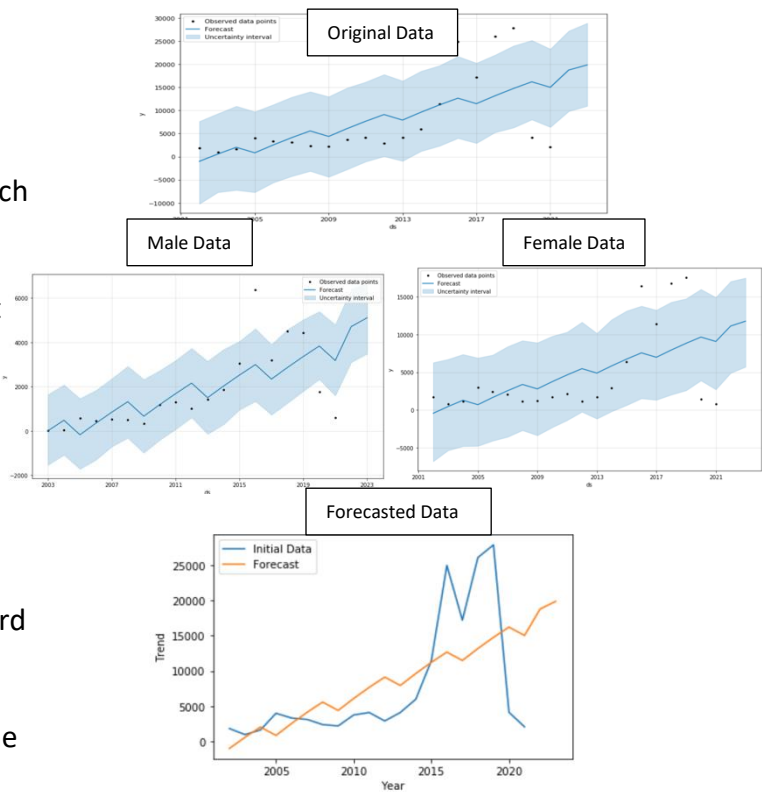 Original Data
Observed data points
Forecast
Uncertainty interval
30000
25000
20000
15000
10000
5000
0
−5000
−10000
y
2005
2009
2013
2017
ds
ch
Male Data
Female Data
Observed data points
Forecast
Uncertainty interval
6000
4000
2000
0
−2000
y
2003
2007
2011
2015
2019
2023
ds
Observed data points
Forecast
Uncertainty interval
15000
10000
5000
0
−5000
y
2001
2005
2009
2013
2017
2021
ds
Forecasted Data
Initial Data
Forecast
25000
20000
15000
10000
5000
0
Trend
2005
2010
2015
2020
Year
rd
e